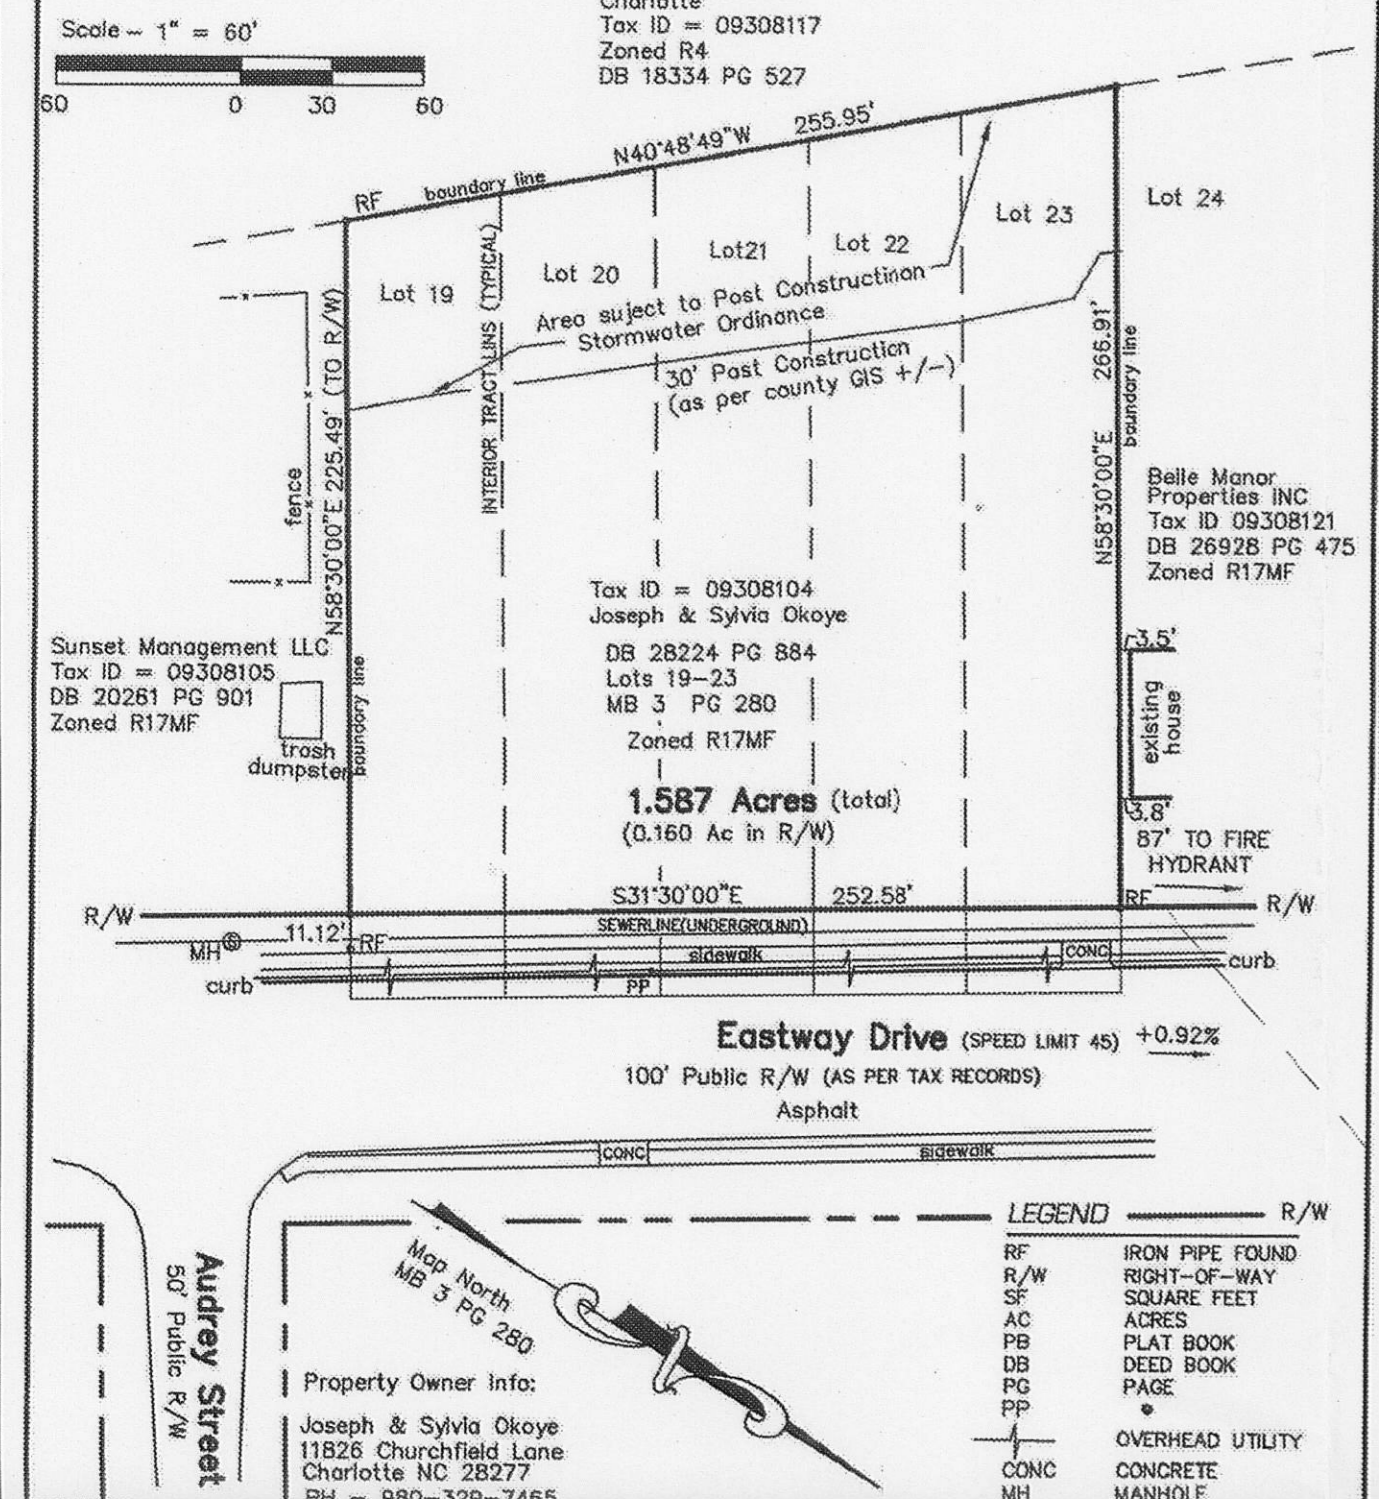 Scale – 1" = 60'
60 0 30 60
Charlotte
Tax ID = 09308117
Zoned R4
DB 18334 PG 527
N40°48'49"W 255.95'
RF
boundary line
Lot 19
Lot 20
Lot21
Lot 22
Lot 23
Lot 24
INTERIOR TRACT LINS (TYPICAL)
Area suject to Post Constructinon
Stormwater Ordinance
30' Post Construction
(as per county GIS +/-)
fence
N58°30'00"E 225.49' (TO R/W)
boundary line
N58°30'00"E 266.91'
boundary line
Belle Manor
Properties INC
Tax ID 09308121
DB 26928 PG 475
Zoned R17MF
Tax ID = 09308104
Joseph & Sylvia Okoye
DB 28224 PG 884
Lots 19-23
MB 3 PG 280
Zoned R17MF
1.587 Acres (total)
(0.160 Ac in R/W)
Sunset Management LLC
Tax ID = 09308105
DB 20261 PG 901
Zoned R17MF
trash
dumpster
3.5'
existing
house
3.8'
87' TO FIRE
HYDRANT
S31°30'00"E 252.58'
RF
R/W
R/W
SEWERLINE(UNDERGROUND)
11.12'
RF
MH S
sidewalk
CONC
curb
curb
PP
Eastway Drive (SPEED LIMIT 45) +0.92%
100' Public R/W (AS PER TAX RECORDS)
Asphalt
CONC
sidewalk
Audrey Street
50' Public R/W
Map North
MB 3 PG 280
Property Owner Info:
Joseph & Sylvia Okoye
11826 Churchfield Lane
Charlotte NC 28277
PH - 980-329-7465
LEGEND
R/W
RF IRON PIPE FOUND
R/W RIGHT-OF-WAY
SF SQUARE FEET
AC ACRES
PB PLAT BOOK
DB DEED BOOK
PG PAGE
PP
OVERHEAD UTILITY
CONC CONCRETE
MH MANHOLE